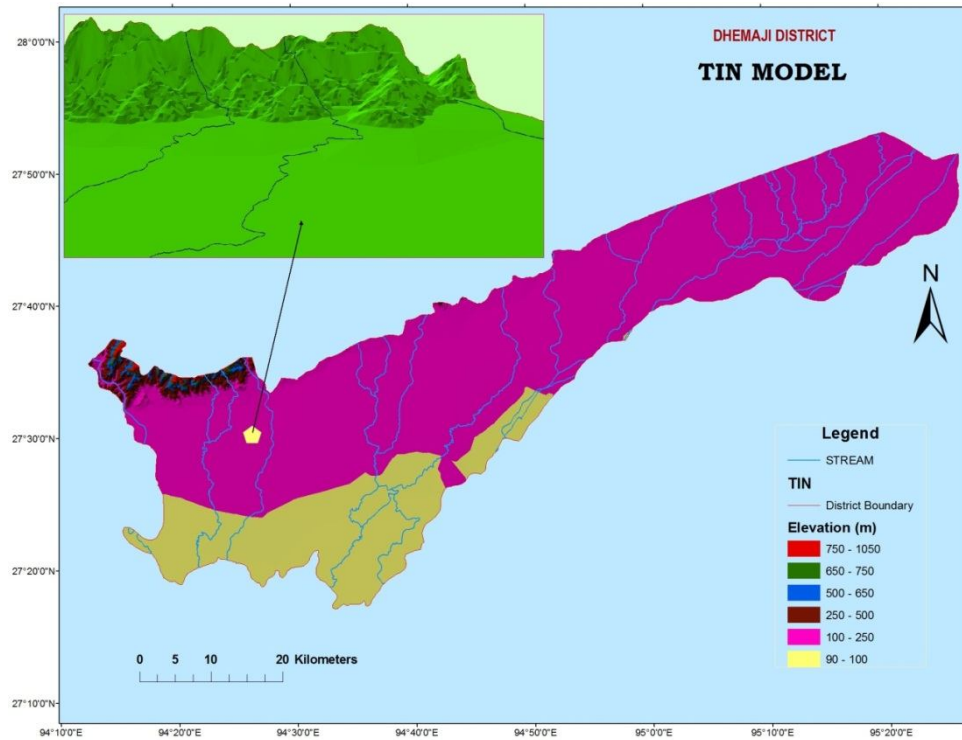 DHEMAJI DISTRICT
TIN MODEL
28°0'0"N
27°50'0"N
27°40'0"N
27°30'0"N
27°20'0"N
27°10'0"N
N
Legend
STREAM
TIN
District Boundary
Elevation (m)
750 - 1050
650 - 750
500 - 650
250 - 500
100 - 250
90 - 100
0 5 10 20 Kilometers
94°10'0"E 94°20'0"E 94°30'0"E 94°40'0"E 94°50'0"E 95°0'0"E 95°10'0"E 95°20'0"E